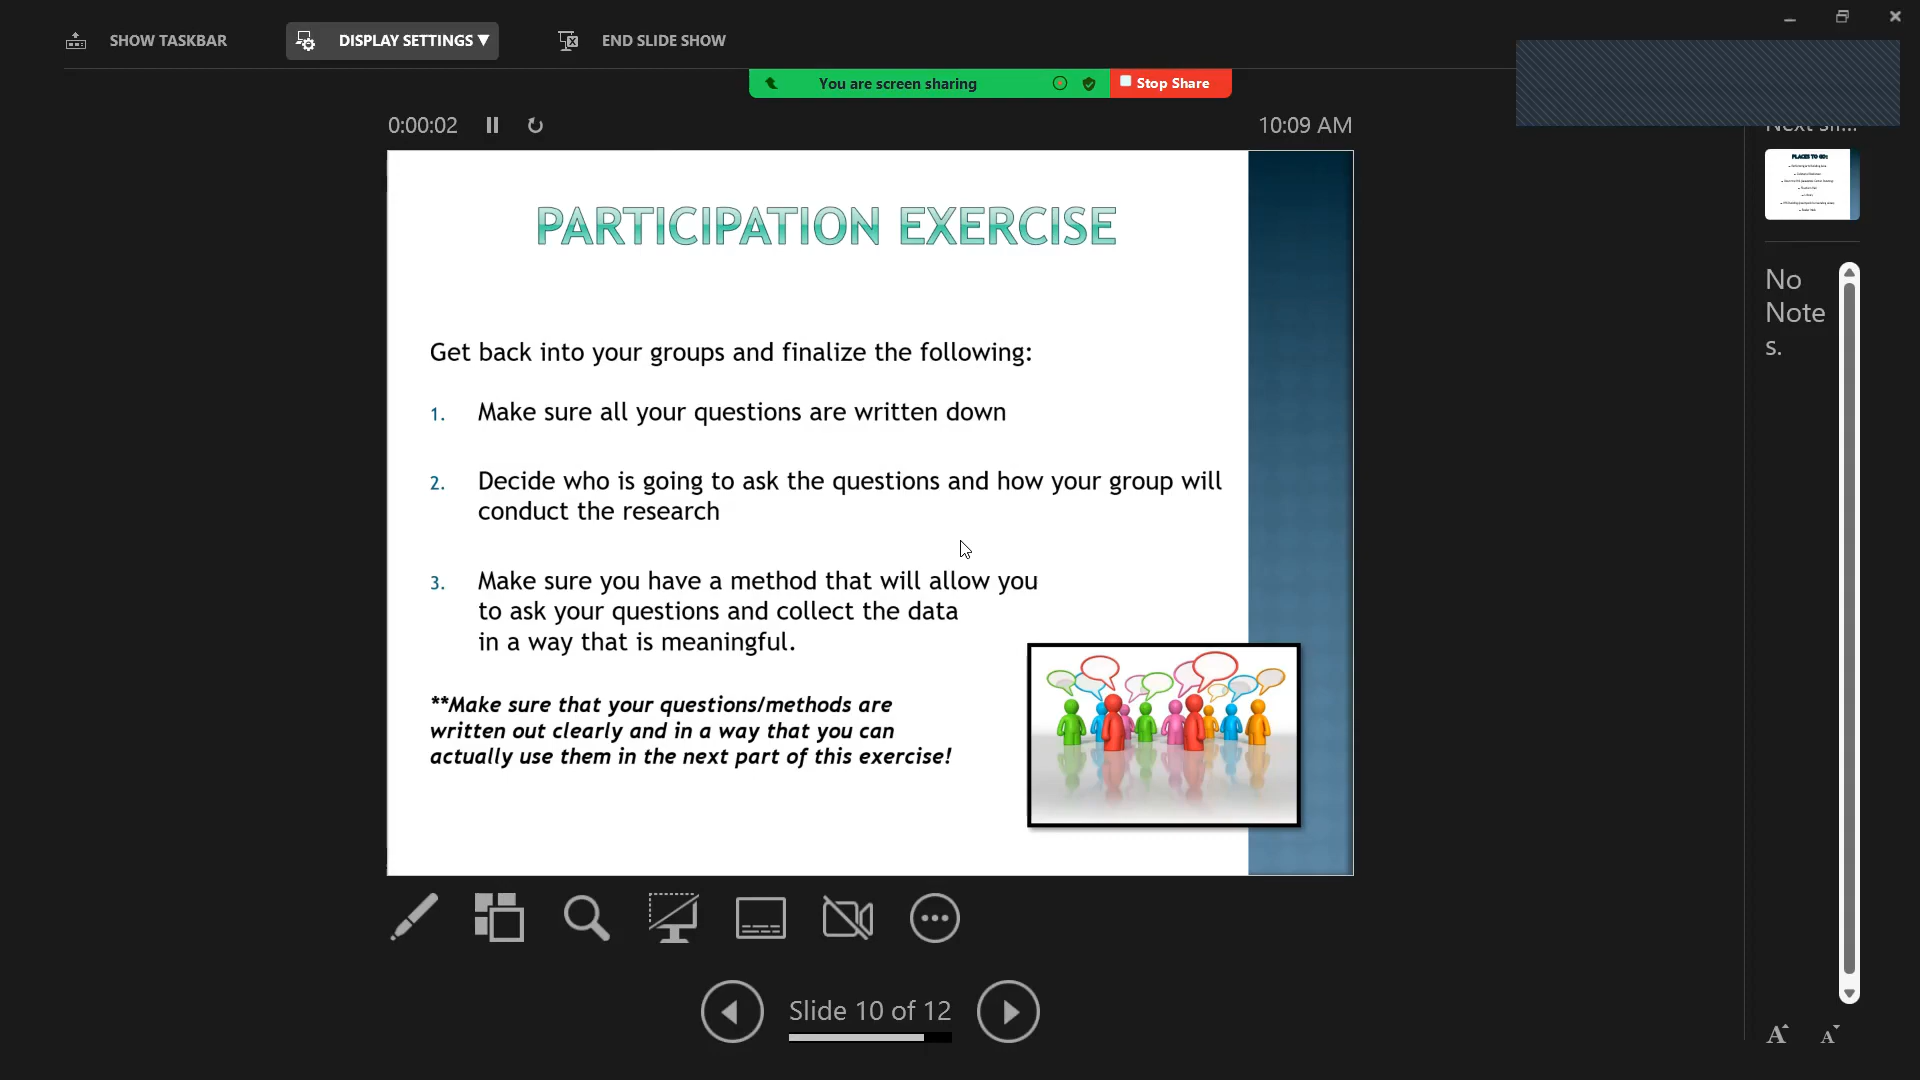 SHOW TASKBAR
DISPLAY SETTINGS ▼
END SLIDE SHOW
You are screen sharing
Stop Share
0:00:02
10:09 AM
PARTICIPATION EXERCISE
Get back into your groups and finalize the following:
1. Make sure all your questions are written down
2. Decide who is going to ask the questions and how your group will
conduct the research
3. Make sure you have a method that will allow you
to ask your questions and collect the data
in a way that is meaningful.
**Make sure that your questions/methods are
written out clearly and in a way that you can
actually use them in the next part of this exercise!
PLACES TO GO:
No
Note
s.
Slide 10 of 12
A
A